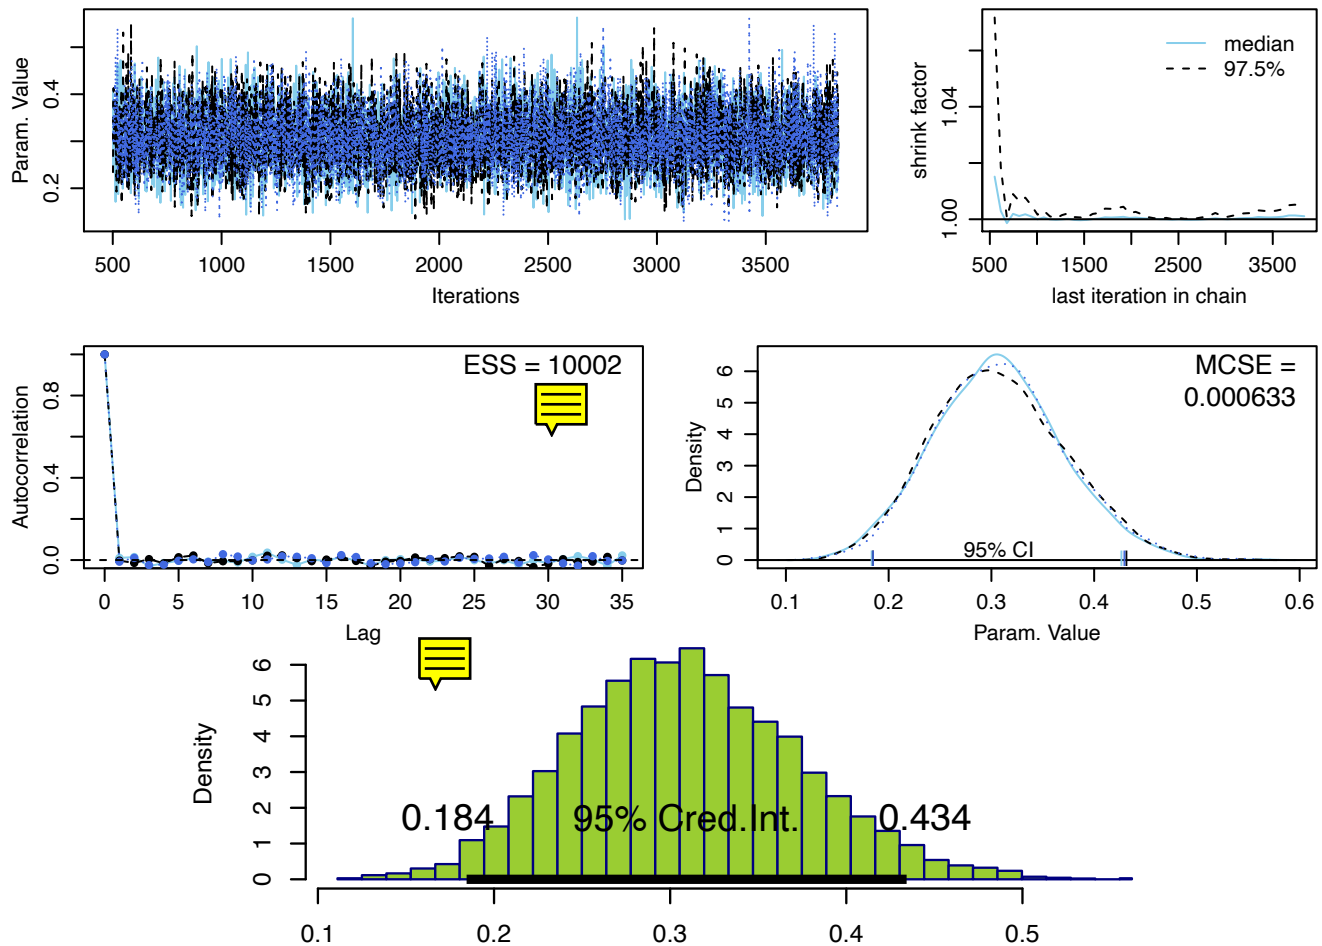 Param. Value
0.4
0.2
500 1000 1500 2000 2500 3000 3500
Iterations
shrink factor
1.04
1.00
median
97.5%
500 1500 2500 3500
last iteration in chain
Autocorrelation
0.8
0.4
0.0
ESS = 10002
0 5 10 15 20 25 30 35
Lag
Density
6
5
4
3
2
1
0
MCSE =
0.000633
95% CI
0.1 0.2 0.3 0.4 0.5 0.6
Param. Value
Density
6
5
4
3
2
1
0
0.184 95% Cred.Int. 0.434
0.1 0.2 0.3 0.4 0.5